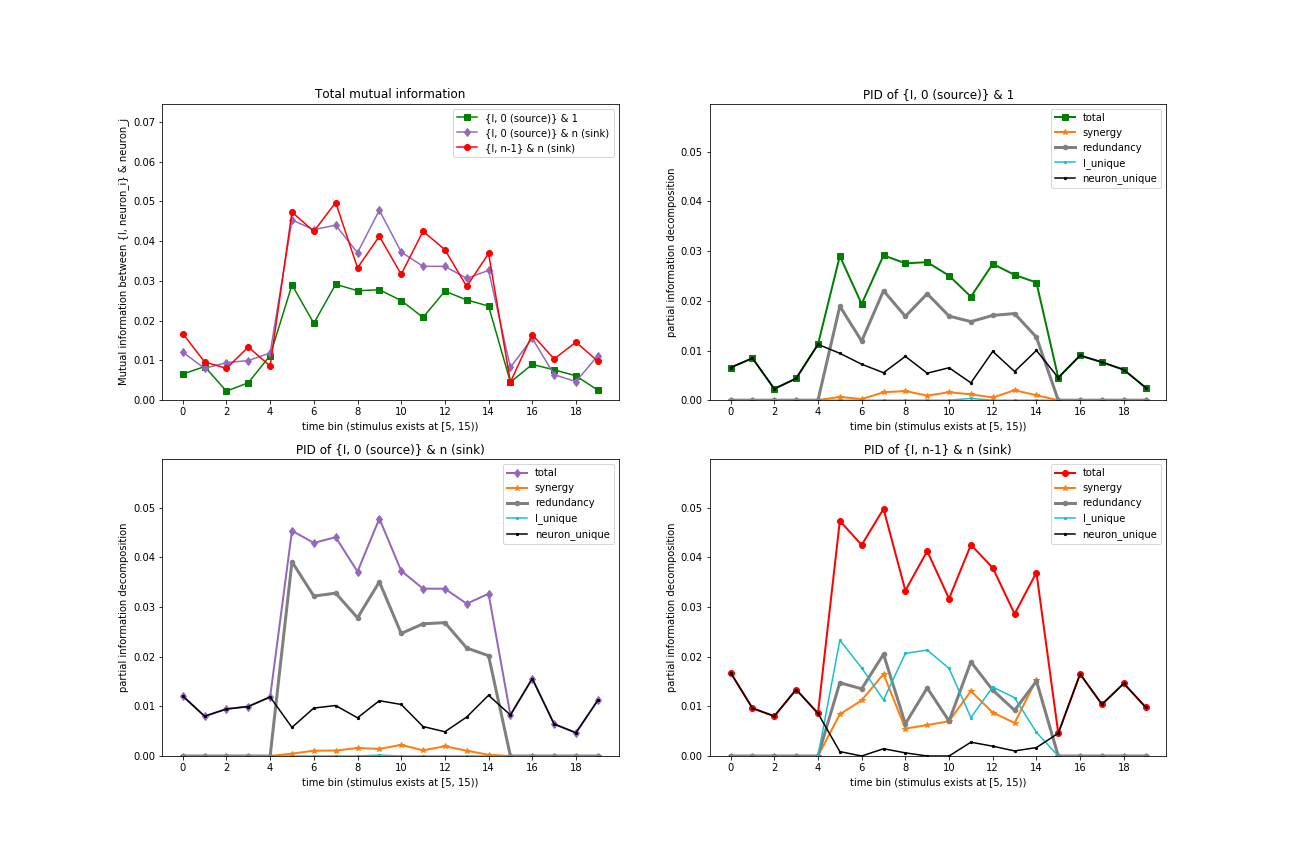 Total mutual information
Mutual information between {I, neuron_i} & neuron_j
0.07
0.06
0.05
0.04
0.03
0.02
0.01
0.00
{I, 0 (source)} & 1
{I, 0 (source)} & n (sink)
{I, n-1} & n (sink)
0 2 4 6 8 10 12 14 16 18
time bin (stimulus exists at [5, 15))
PID of {I, 0 (source)} & 1
partial information decomposition
0.05
0.04
0.03
0.02
0.01
0.00
total
synergy
redundancy
I_unique
neuron_unique
0 2 4 6 8 10 12 14 16 18
time bin (stimulus exists at [5, 15))
PID of {I, 0 (source)} & n (sink)
partial information decomposition
0.05
0.04
0.03
0.02
0.01
0.00
total
synergy
redundancy
I_unique
neuron_unique
0 2 4 6 8 10 12 14 16 18
time bin (stimulus exists at [5, 15))
PID of {I, n-1} & n (sink)
partial information decomposition
0.05
0.04
0.03
0.02
0.01
0.00
total
synergy
redundancy
I_unique
neuron_unique
0 2 4 6 8 10 12 14 16 18
time bin (stimulus exists at [5, 15))